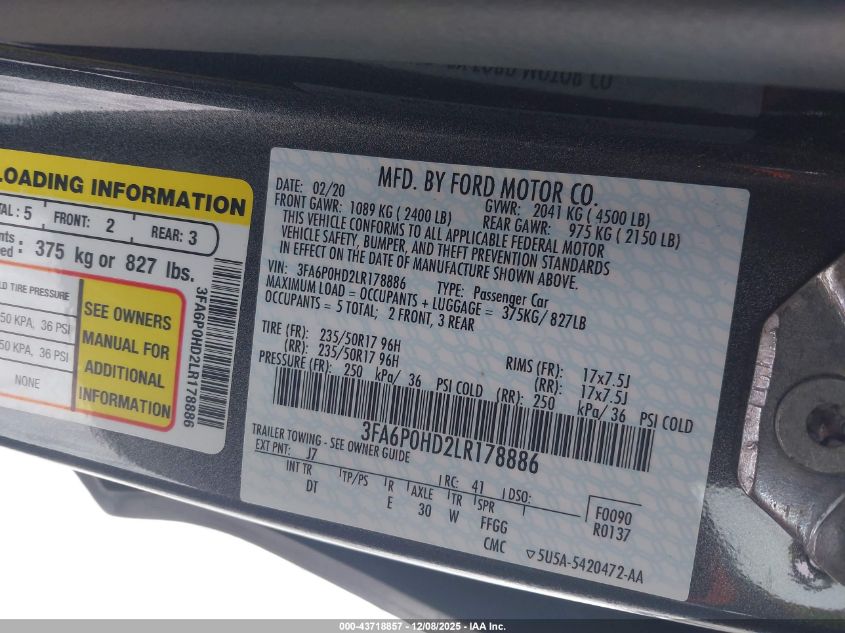 LOADING INFORMATION
TAL : 5 FRONT: 2 REAR: 3
375 kg or 827 lbs.
TIRE PRESSURE
50 KPA, 36 PSI
50 KPA, 36 PSI
NONE
SEE OWNERS
MANUAL FOR
ADDITIONAL
INFORMATION
3FA6P0HD2LR178886
MFD. BY FORD MOTOR CO.
DATE: 02/20 GVWR: 2041 KG ( 4500 LB)
FRONT GAWR: 1089 KG ( 2400 LB) REAR GAWR: 975 KG ( 2150 LB)
THIS VEHICLE CONFORMS TO ALL APPLICABLE FEDERAL MOTOR
VEHICLE SAFETY, BUMPER, AND THEFT PREVENTION STANDARDS
IN EFFECT ON THE DATE OF MANUFACTURE SHOWN ABOVE.
VIN: 3FA6P0HD2LR178886 TYPE: Passenger Car
MAXIMUM LOAD = OCCUPANTS + LUGGAGE = 375KG/ 827LB
OCCUPANTS = 5 TOTAL; 2 FRONT, 3 REAR
TIRE (FR): 235/50R17 96H RIMS (FR): 17x7.5J
(RR): 235/50R17 96H (RR): 17x7.5J
PRESSURE (FR): 250 kPa/ 36 PSI COLD (RR): 250 kPa/36 PSI COLD
3FA6P0HD2LR178886
TRAILER TOWING - SEE OWNER GUIDE
EXT PNT: J7 RC: 41 DSO:
INT TR TP/PS R AXLE TR SPR F0090
DT E 30 W FFGG R0137
CMC 5U5A-5420472-AA
000-43718857 - 12/08/2025 - IAA Inc.